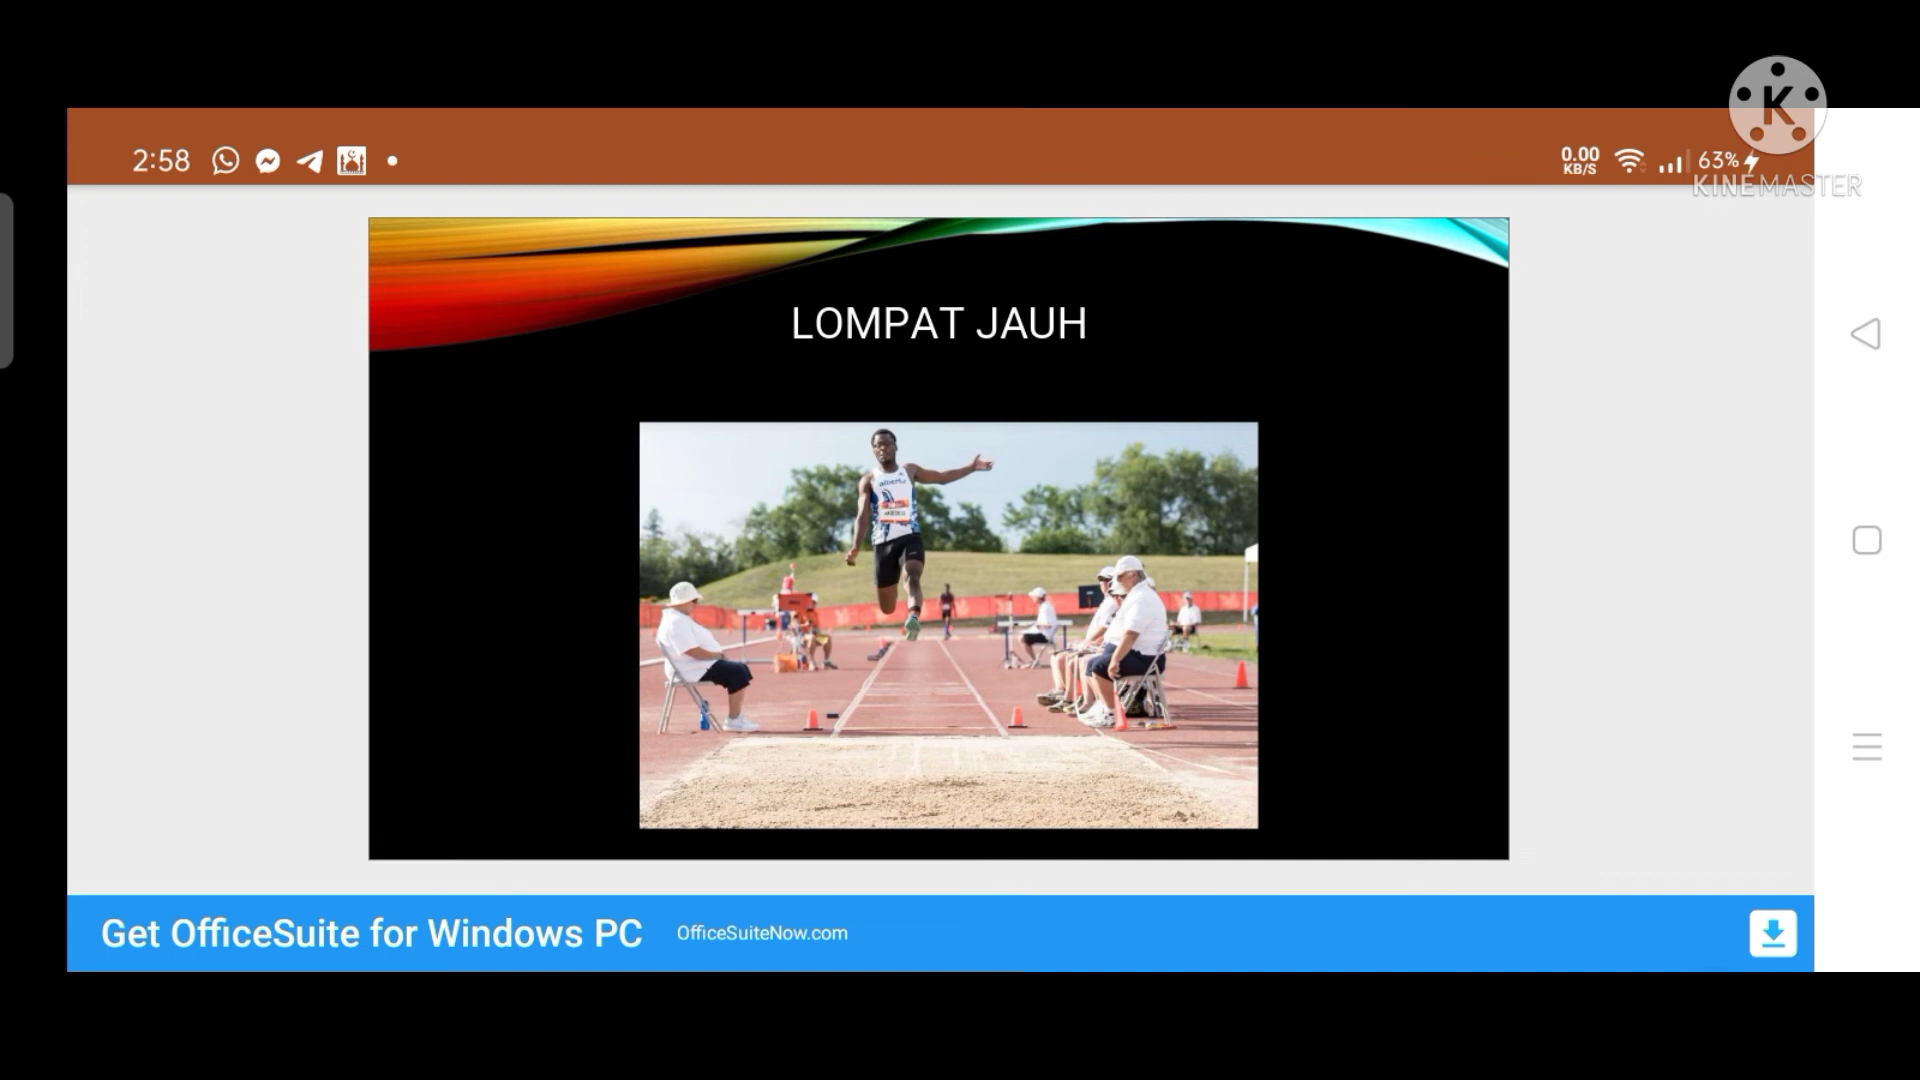 2:58
0.00
KB/S
63%
K
KINEMASTER
LOMPAT JAUH
Get OfficeSuite for Windows PC
OfficeSuiteNow.com